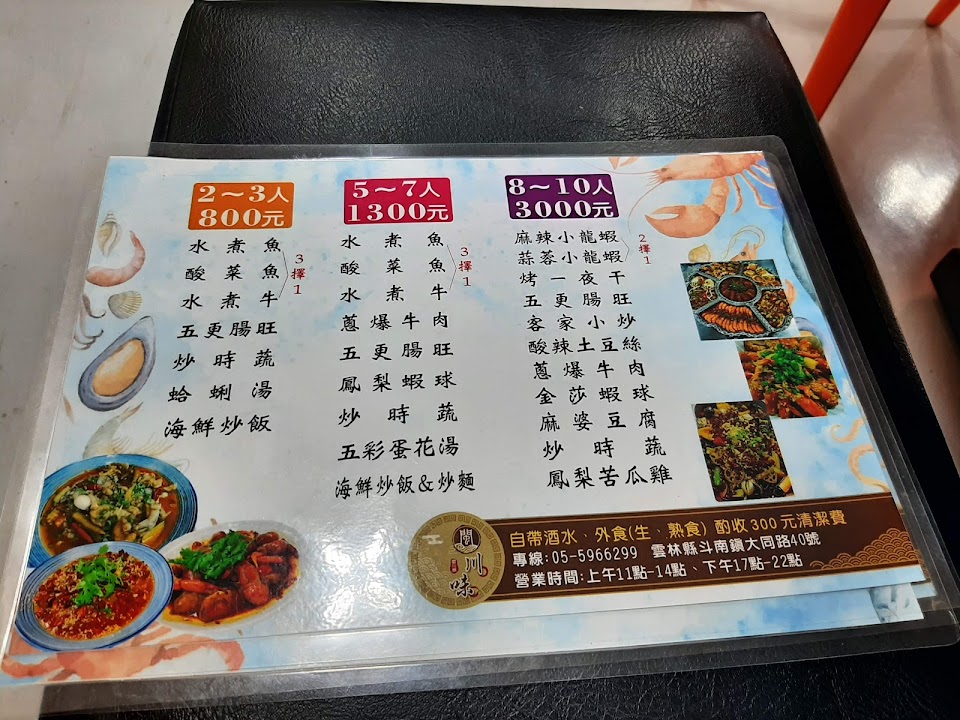 2～3人
800元
水煮魚
酸菜魚
水煮牛
3擇1
五更腸旺
炒時蔬
蛤蜊湯
海鮮炒飯
5～7人
1300元
水煮魚
酸菜魚
水煮牛
3擇1
蔥爆牛肉
五更腸旺
鳳梨蝦球
炒時蔬
五彩蛋花湯
海鮮炒飯&炒麵
8～10人
3000元
麻辣小龍蝦
蒜蓉小龍蝦
2擇1
烤一夜干
五更腸旺
客家小炒
酸辣土豆絲
蔥爆牛肉
金莎蝦球
麻婆豆腐
炒時蔬
鳳梨苦瓜雞
川味
自帶酒水、外食(生、熟食) 酌收300元清潔費
專線:05-5966299 雲林縣斗南鎮大同路40號
營業時間:上午11點-14點、下午17點-22點